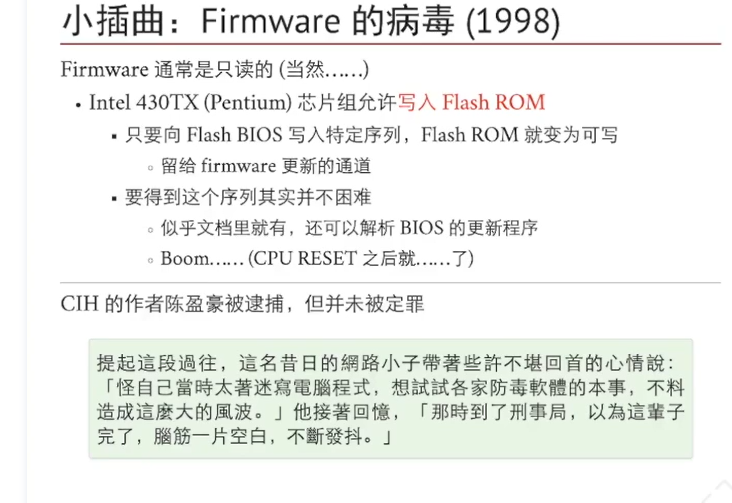 小插曲：Firmware 的病毒 (1998)
Firmware 通常是只读的 (当然……)
• Intel 430TX (Pentium) 芯片组允许写入 Flash ROM
▪ 只要向 Flash BIOS 写入特定序列，Flash ROM 就变为可写
◦ 留给 firmware 更新的通道
▪ 要得到这个序列其实并不困难
◦ 似乎文档里就有，还可以解析 BIOS 的更新程序
◦ Boom…… (CPU RESET 之后就……了)
CIH 的作者陈盈豪被逮捕，但并未被定罪
提起這段過往，這名昔日的網路小子帶著些許不堪回首的心情說：
「怪自己當時太著迷寫電腦程式，想試試各家防毒軟體的本事，不料
造成這麼大的風波。」他接著回憶，「那時到了刑事局，以為這輩子
完了，腦筋一片空白，不斷發抖。」